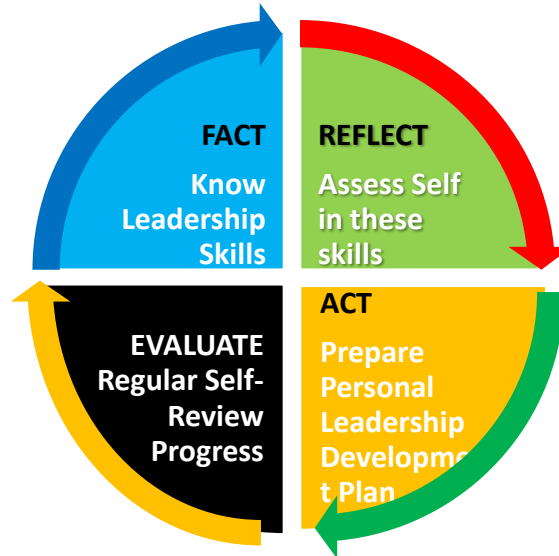 FACT
Know
Leadership
Skills
REFLECT
Assess Self
in these
skills
EVALUATE
Regular Self-
Review
Progress
ACT
Prepare
Personal
Leadership
Developme
t Plan